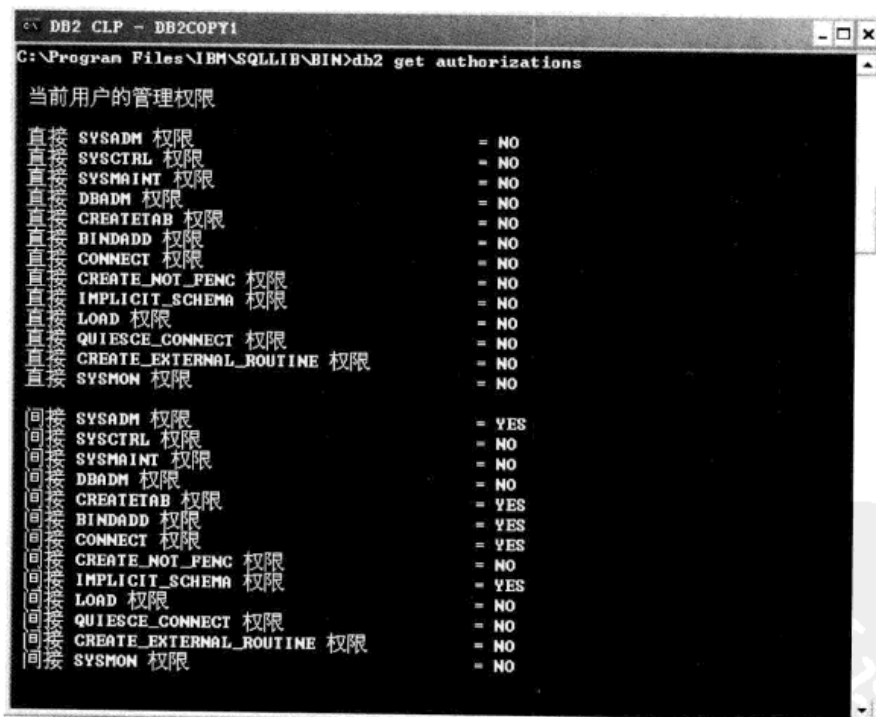 DB2 CLP - DB2COPY1
C:\Program Files\IBM\SQLLIB\BIN>db2 get authorizations
当前用户的管理权限
直接 SYSADM 权限 = NO
直接 SYSCTRL 权限 = NO
直接 SYSMAINT 权限 = NO
直接 DBADM 权限 = NO
直接 CREATETAB 权限 = NO
直接 BINDADD 权限 = NO
直接 CONNECT 权限 = NO
直接 CREATE_NOT_FENC 权限 = NO
直接 IMPLICIT_SCHEMA 权限 = NO
直接 LOAD 权限 = NO
直接 QUIESCE_CONNECT 权限 = NO
直接 CREATE_EXTERNAL_ROUTINE 权限 = NO
直接 SYSMON 权限 = NO
间接 SYSADM 权限 = YES
间接 SYSCTRL 权限 = NO
间接 SYSMAINT 权限 = NO
间接 DBADM 权限 = NO
间接 CREATETAB 权限 = YES
间接 BINDADD 权限 = YES
间接 CONNECT 权限 = YES
间接 CREATE_NOT_FENC 权限 = NO
间接 IMPLICIT_SCHEMA 权限 = YES
间接 LOAD 权限 = NO
间接 QUIESCE_CONNECT 权限 = NO
间接 CREATE_EXTERNAL_ROUTINE 权限 = NO
间接 SYSMON 权限 = NO